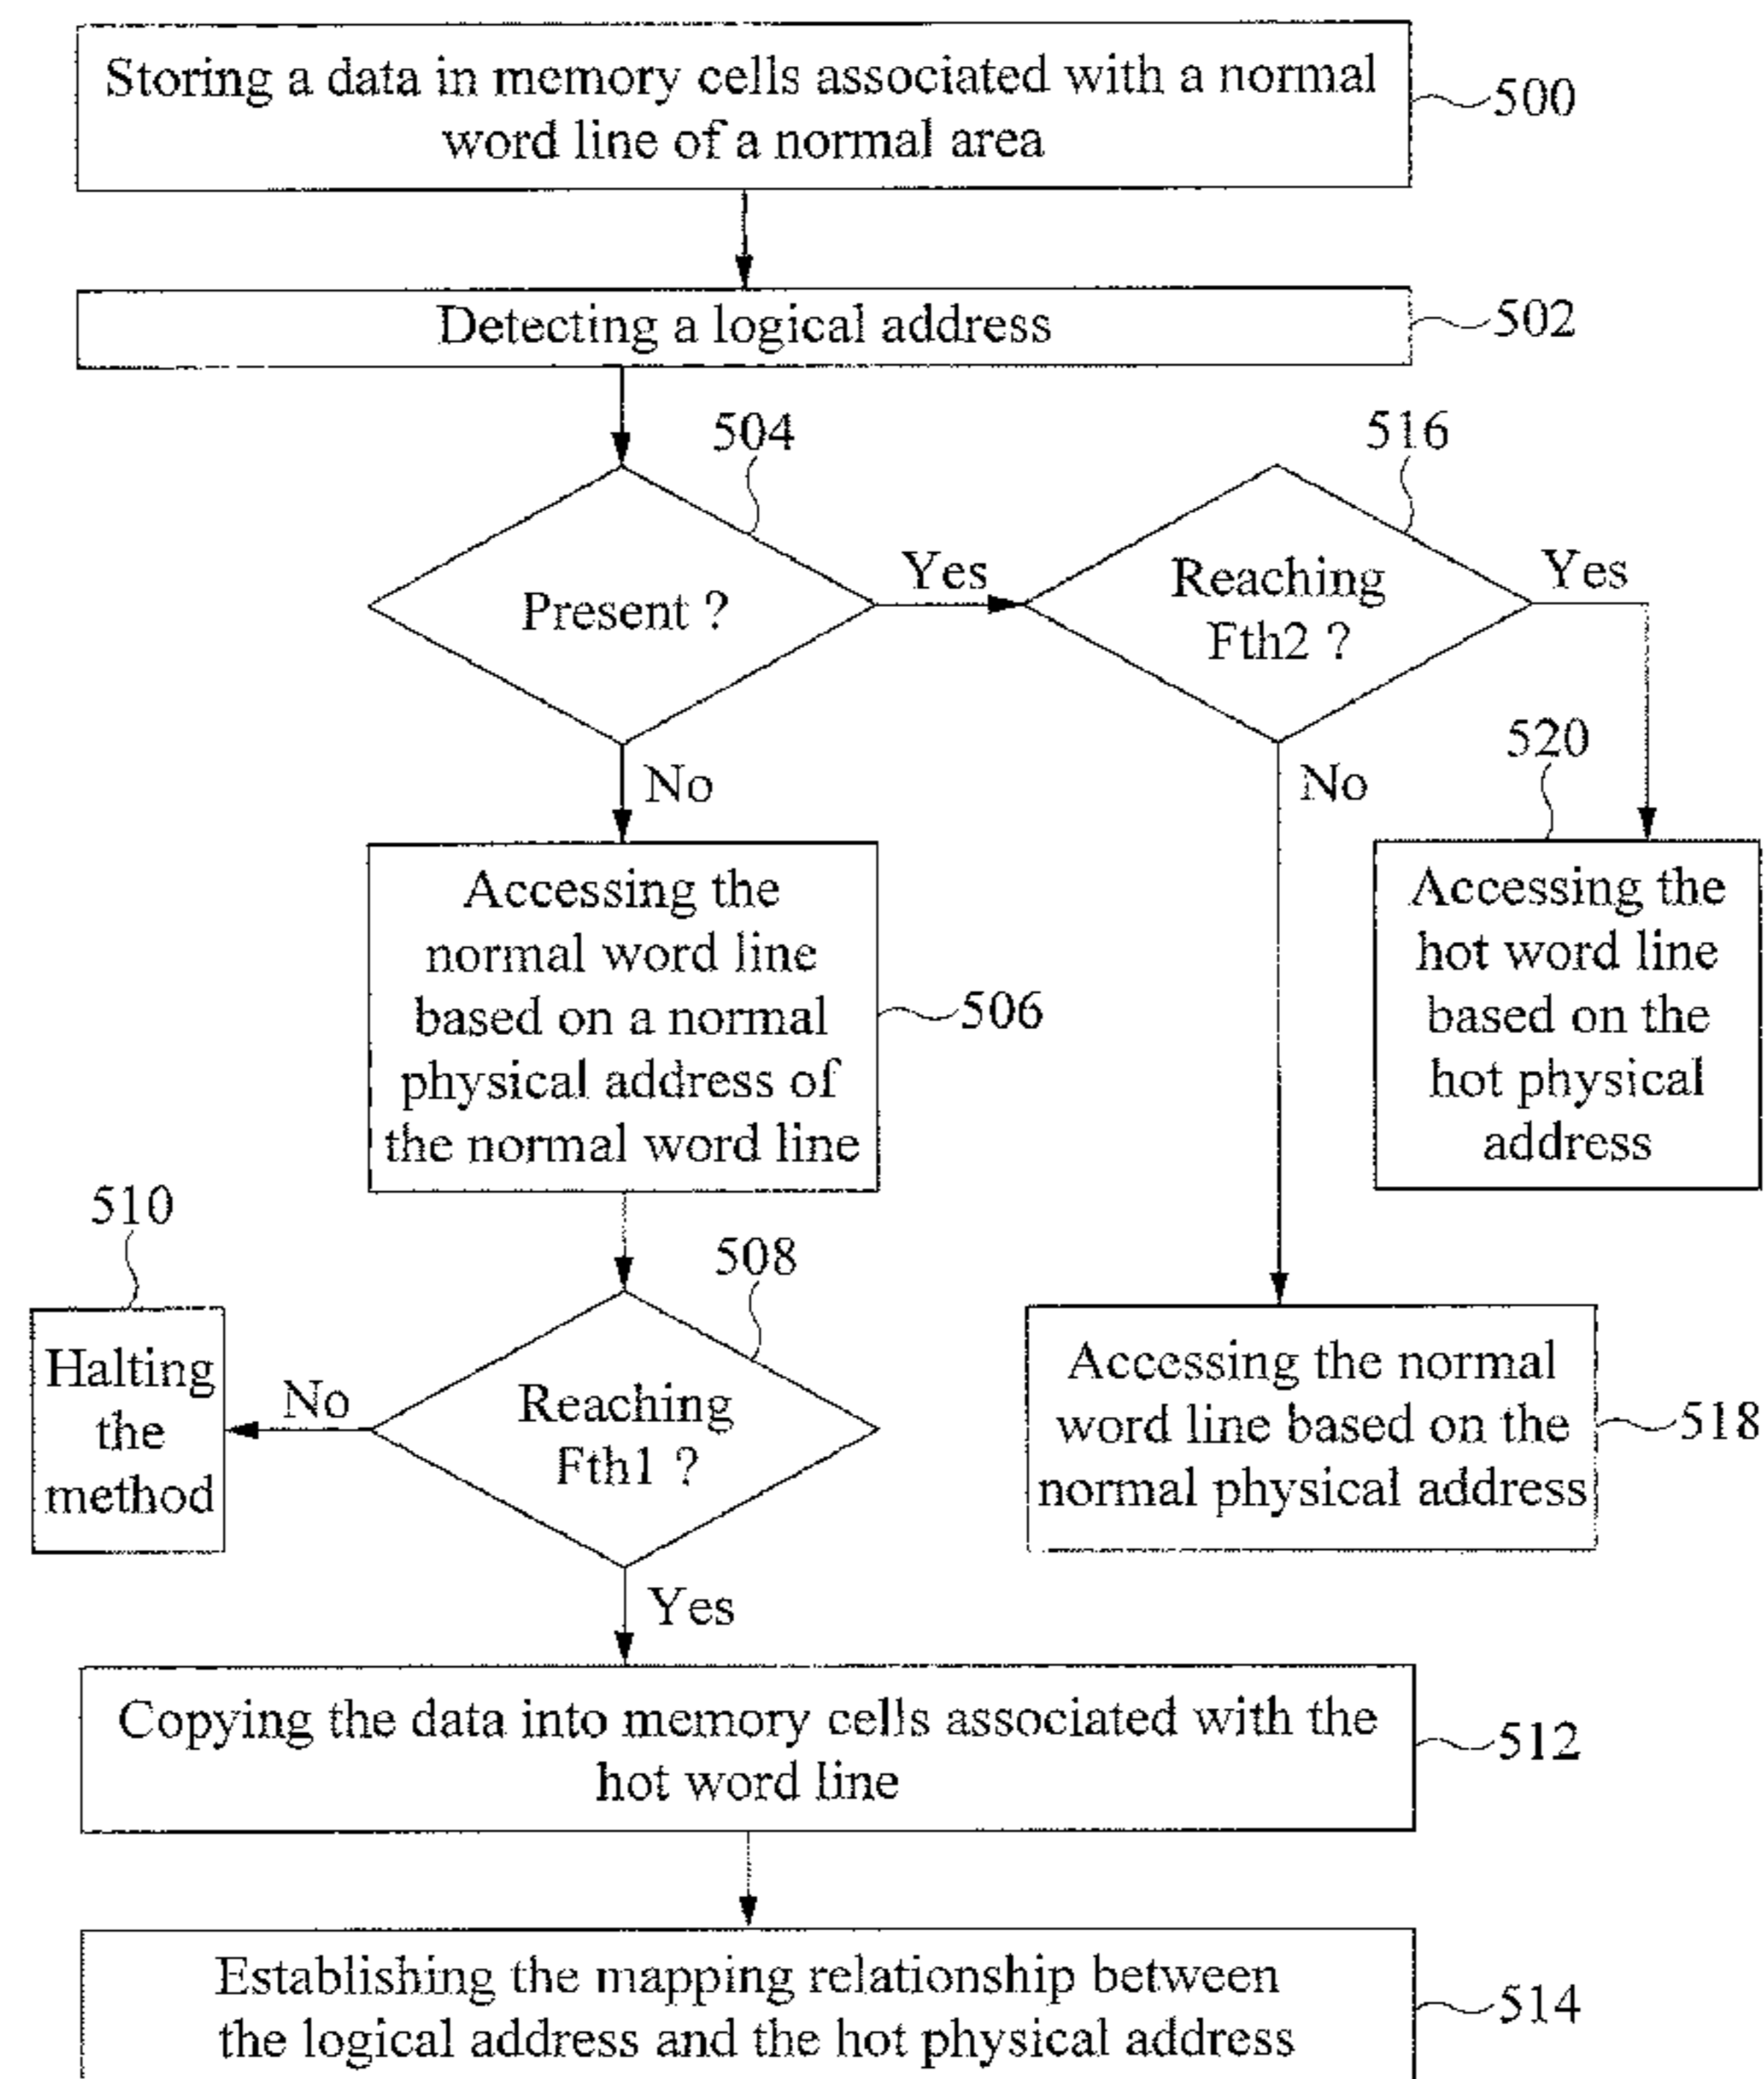 Storing a data in memory cells associated with a normal
word line of a normal area
500
Detecting a logical address
502
504
516
Present ?
Yes
Reaching
Fth2 ?
Yes
No
No
520
Accessing the
normal word line
based on a normal
physical address of
the normal word line
506
Accessing the
hot word line
based on the
hot physical
address
510
508
Halting
the
method
No
Reaching
Fth1 ?
Accessing the normal
word line based on the
normal physical address
518
Yes
Copying the data into memory cells associated with the
hot word line
512
Establishing the mapping relationship between
the logical address and the hot physical address
514